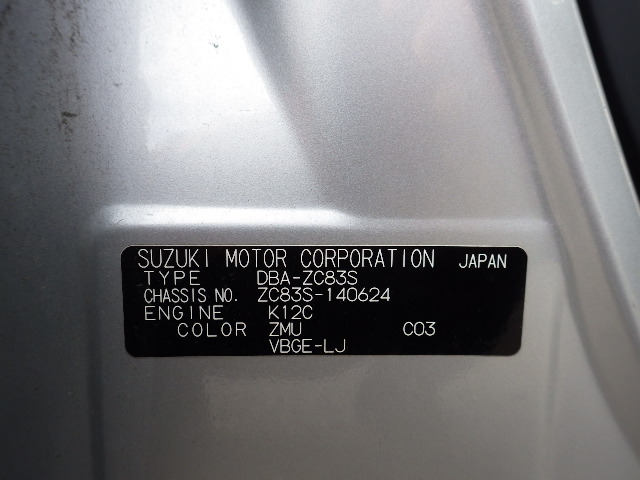 SUZUKI MOTOR CORPORATION JAPAN
TYPE DBA-ZC83S
CHASSIS NO. ZC83S-140624
ENGINE K12C
COLOR ZMU C03
VBGE-LJ